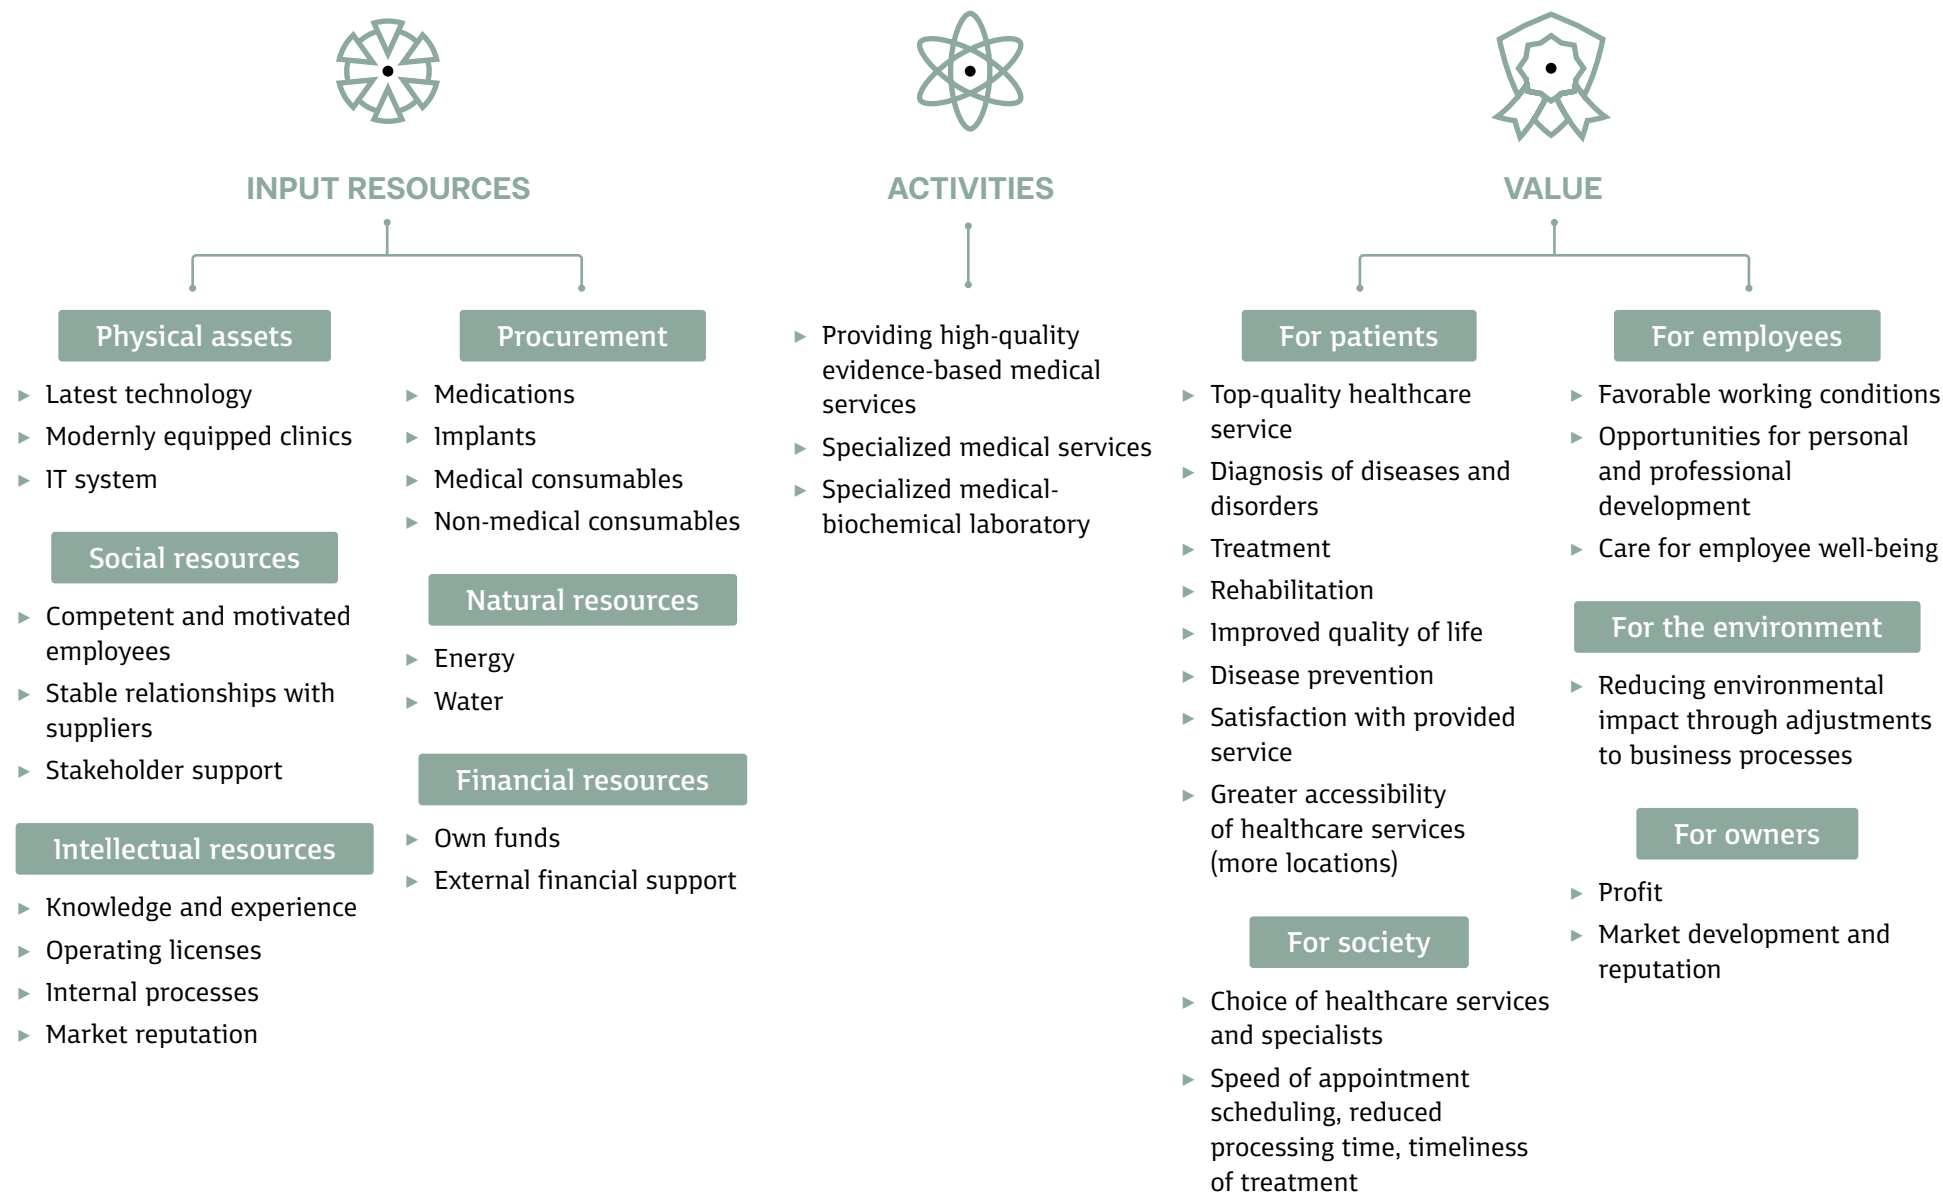 INPUT RESOURCES
Physical assets
▸ Latest technology
▸ Modernly equipped clinics
▸ IT system
Social resources
▸ Competent and motivated
employees
▸ Stable relationships with
suppliers
▸ Stakeholder support
Intellectual resources
▸ Knowledge and experience
▸ Operating licenses
▸ Internal processes
▸ Market reputation
Procurement
▸ Medications
▸ Implants
▸ Medical consumables
▸ Non-medical consumables
Natural resources
▸ Energy
▸ Water
Financial resources
▸ Own funds
▸ External financial support
ACTIVITIES
▸ Providing high-quality
evidence-based medical
services
▸ Specialized medical services
▸ Specialized medical-
biochemical laboratory
VALUE
For patients
▸ Top-quality healthcare
service
▸ Diagnosis of diseases and
disorders
▸ Treatment
▸ Rehabilitation
▸ Improved quality of life
▸ Disease prevention
▸ Satisfaction with provided
service
▸ Greater accessibility
of healthcare services
(more locations)
For society
▸ Choice of healthcare services
and specialists
▸ Speed of appointment
scheduling, reduced
processing time, timeliness
of treatment
For employees
▸ Favorable working conditions
▸ Opportunities for personal
and professional
development
▸ Care for employee well-being
For the environment
▸ Reducing environmental
impact through adjustments
to business processes
For owners
▸ Profit
▸ Market development and
reputation